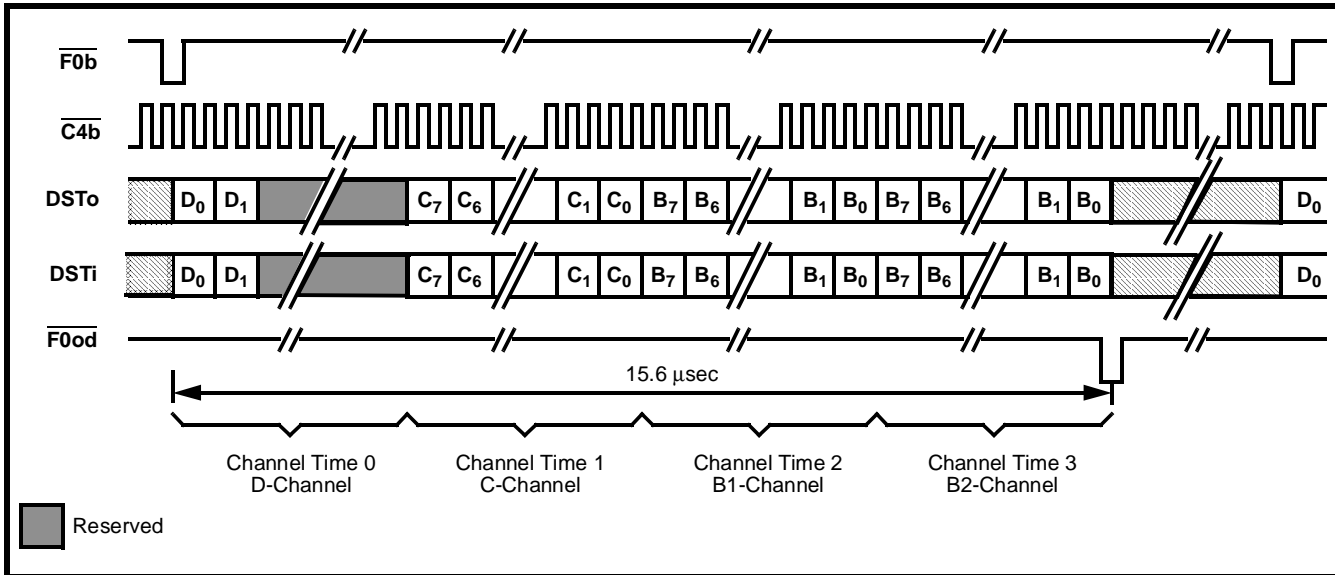 F0b
C4b
DSTo D0 D1 C7 C6 C1 C0 B7 B6 B1 B0 B7 B6 B1 B0 D0
DSTi D0 D1 C7 C6 C1 C0 B7 B6 B1 B0 B7 B6 B1 B0 D0
F0od
15.6 μsec
Channel Time 0 Channel Time 1 Channel Time 2 Channel Time 3
D-Channel C-Channel B1-Channel B2-Channel
Reserved